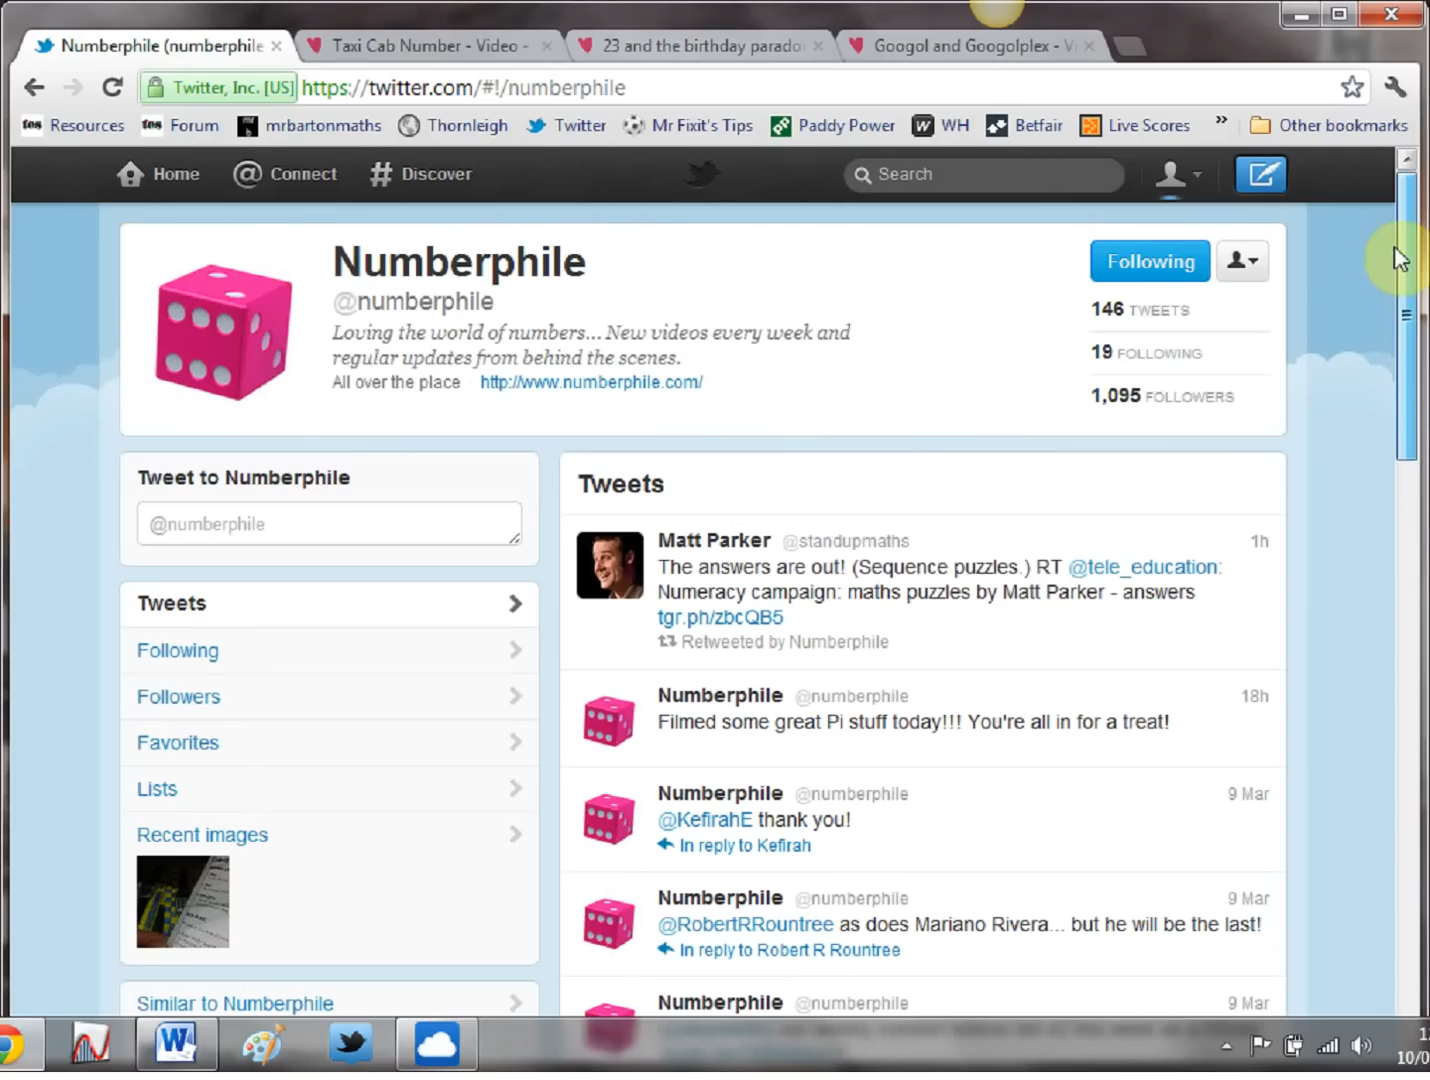 Numberphile (numberphile
Taxi Cab Number - Video -
23 and the birthday parado
Googol and Googolplex - V
Twitter, Inc. [US] https://twitter.com/#!/numberphile
tes Resources tes Forum mrbartonmaths Thornleigh Twitter Mr Fixit's Tips Paddy Power W WH Betfair Live Scores » Other bookmarks
Home @ Connect # Discover Search
Numberphile
@numberphile
Loving the world of numbers... New videos every week and
regular updates from behind the scenes.
All over the place http://www.numberphile.com/
Following
146 TWEETS
19 FOLLOWING
1,095 FOLLOWERS
Tweet to Numberphile
@numberphile
Tweets
Following
Followers
Favorites
Lists
Recent images
Similar to Numberphile
Tweets
Matt Parker @standupmaths 1h
The answers are out! (Sequence puzzles.) RT @tele_education:
Numeracy campaign: maths puzzles by Matt Parker - answers
tgr.ph/zbcQB5
Retweeted by Numberphile
Numberphile @numberphile 18h
Filmed some great Pi stuff today!!! You're all in for a treat!
Numberphile @numberphile 9 Mar
@KefirahE thank you!
In reply to Kefirah
Numberphile @numberphile 9 Mar
@RobertRRountree as does Mariano Rivera... but he will be the last!
In reply to Robert R Rountree
Numberphile @numberphile 9 Mar
W
10/0